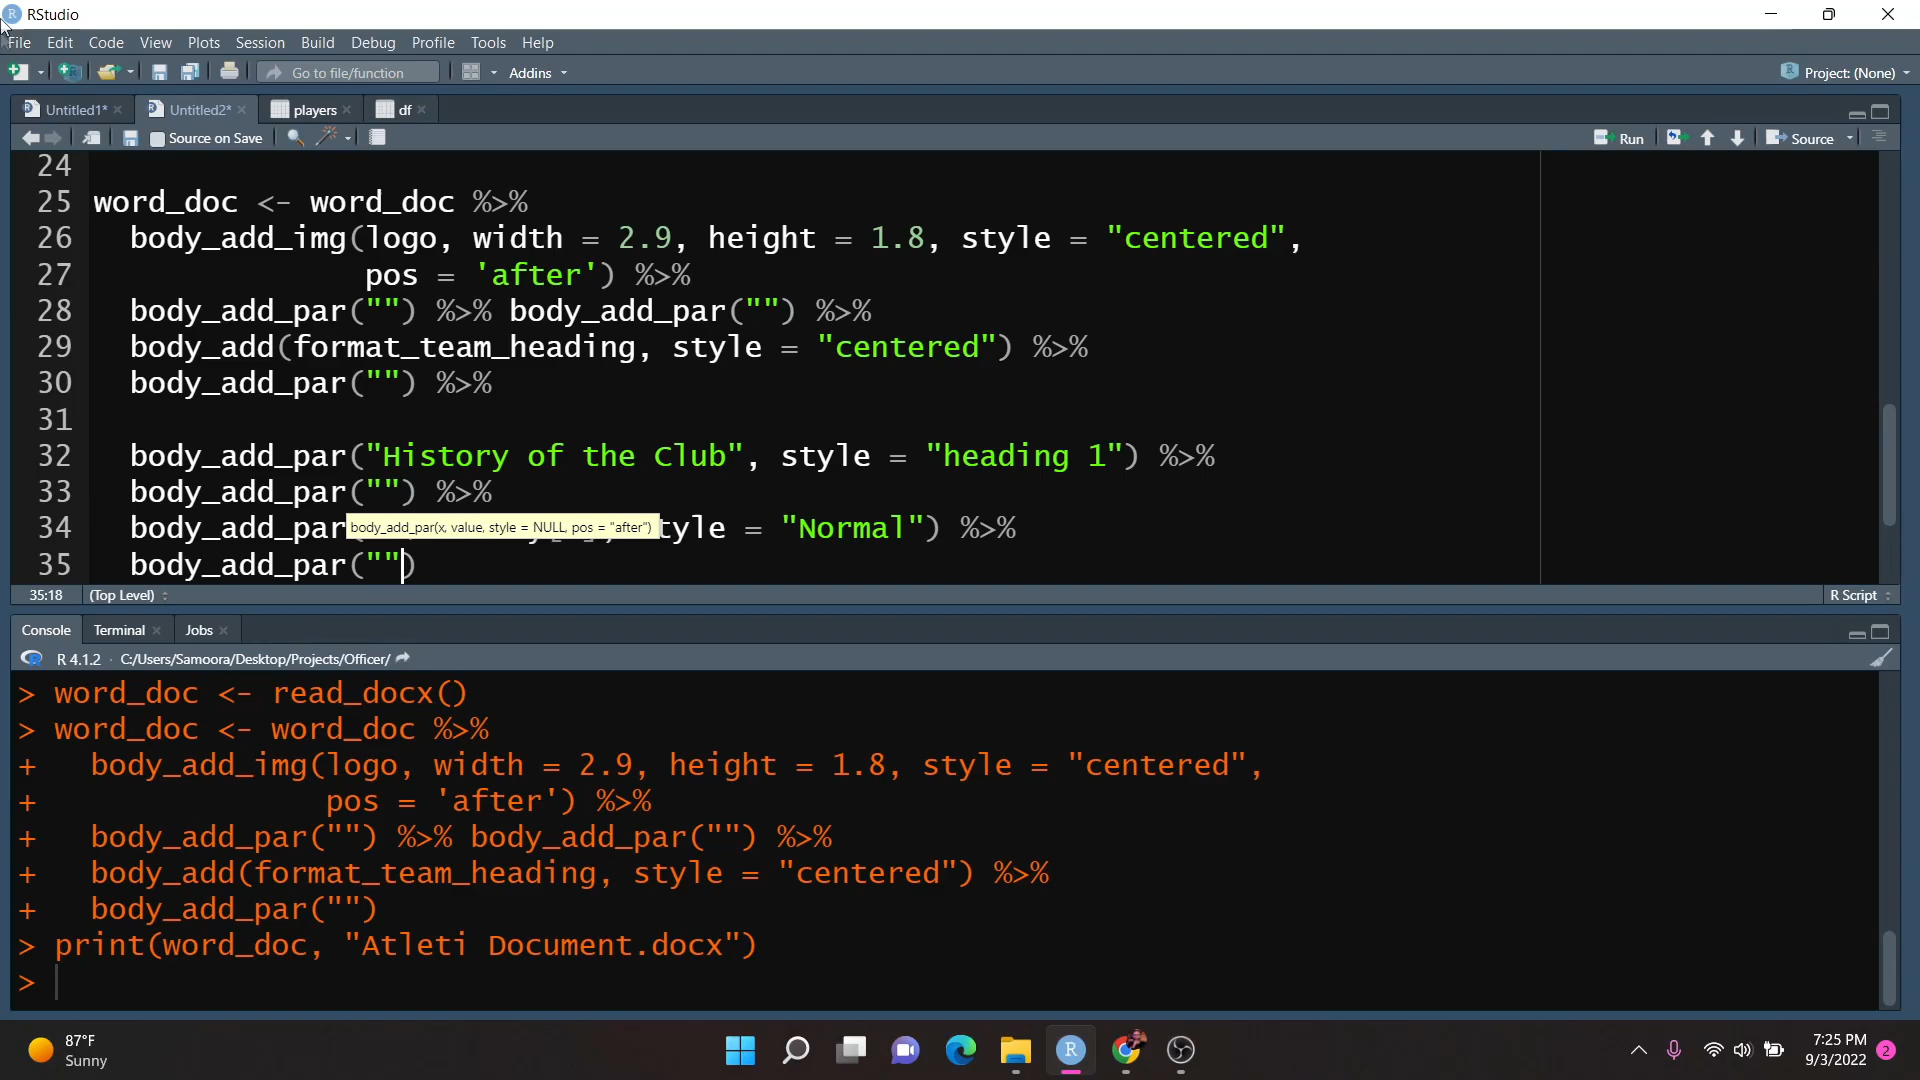 RStudio
File Edit Code View Plots Session Build Debug Profile Tools Help
Go to file/function Addins Project: (None)
Untitled1* Untitled2* players df
Source on Save Run Source
24
25 word_doc <- word_doc %>%
26 body_add_img(logo, width = 2.9, height = 1.8, style = "centered",
27 pos = 'after') %>%
28 body_add_par("") %>% body_add_par("") %>%
29 body_add(format_team_heading, style = "centered") %>%
30 body_add_par("") %>%
31
32 body_add_par("History of the Club", style = "heading 1") %>%
33 body_add_par("") %>%
body_add_par(x, value, style = NULL, pos = "after")
34 body_add_par tyle = "Normal") %>%
35 body_add_par("")
35:18 (Top Level) R Script
Console Terminal Jobs
R 4.1.2 · C:/Users/Samoora/Desktop/Projects/Officer/
> word_doc <- read_docx()
> word_doc <- word_doc %>%
+ body_add_img(logo, width = 2.9, height = 1.8, style = "centered",
+ pos = 'after') %>%
+ body_add_par("") %>% body_add_par("") %>%
+ body_add(format_team_heading, style = "centered") %>%
+ body_add_par("")
> print(word_doc, "Atleti Document.docx")
>
87°F
Sunny
7:25 PM
9/3/2022 2